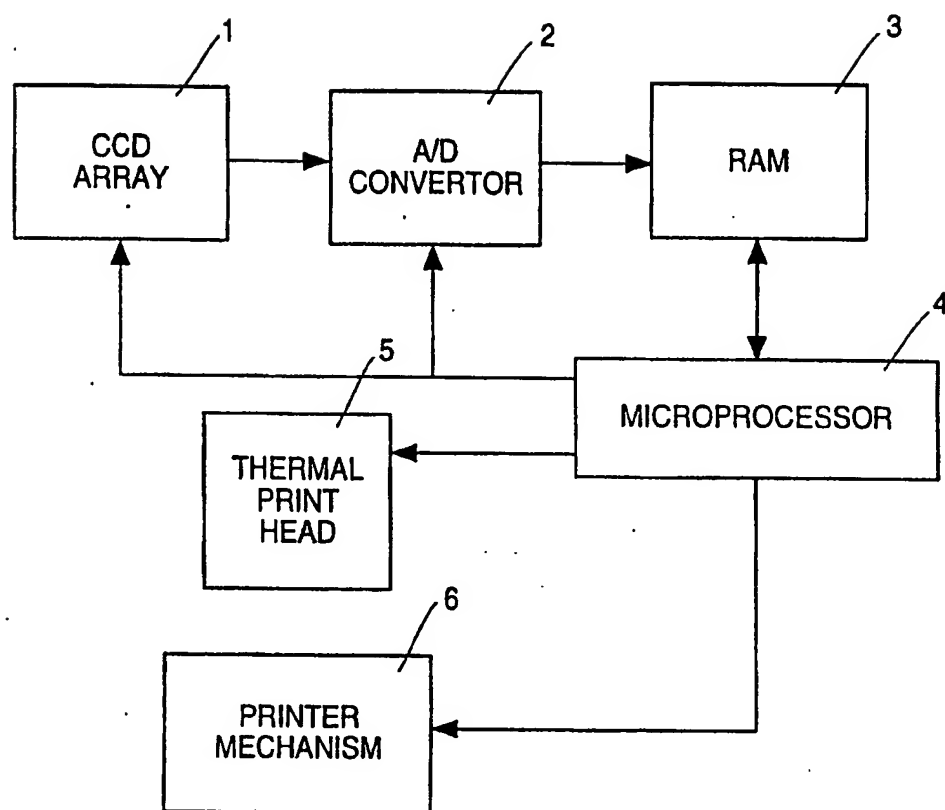 1
CCD
ARRAY
2
A/D
CONVERTOR
3
RAM
4
MICROPROCESSOR
5
THERMAL
PRINT
HEAD
6
PRINTER
MECHANISM